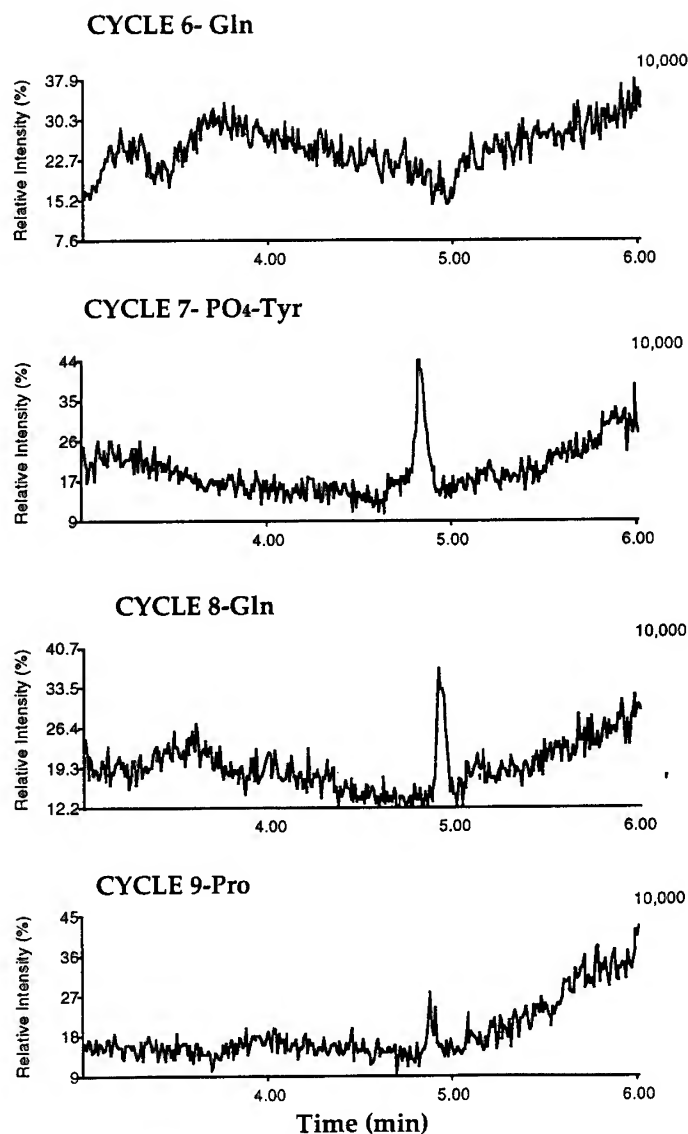 CYCLE 6- Gln
10,000
Relative Intensity (%)
37.9
30.3
22.7
15.2
7.6
4.00 5.00 6.00
CYCLE 7- PO4-Tyr
10,000
Relative Intensity (%)
44
35
26
17
9
4.00 5.00 6.00
CYCLE 8-Gln
10,000
Relative Intensity (%)
40.7
33.5
26.4
19.3
12.2
4.00 5.00 6.00
CYCLE 9-Pro
10,000
Relative Intensity (%)
45
36
27
18
9
4.00 5.00 6.00
Time (min)